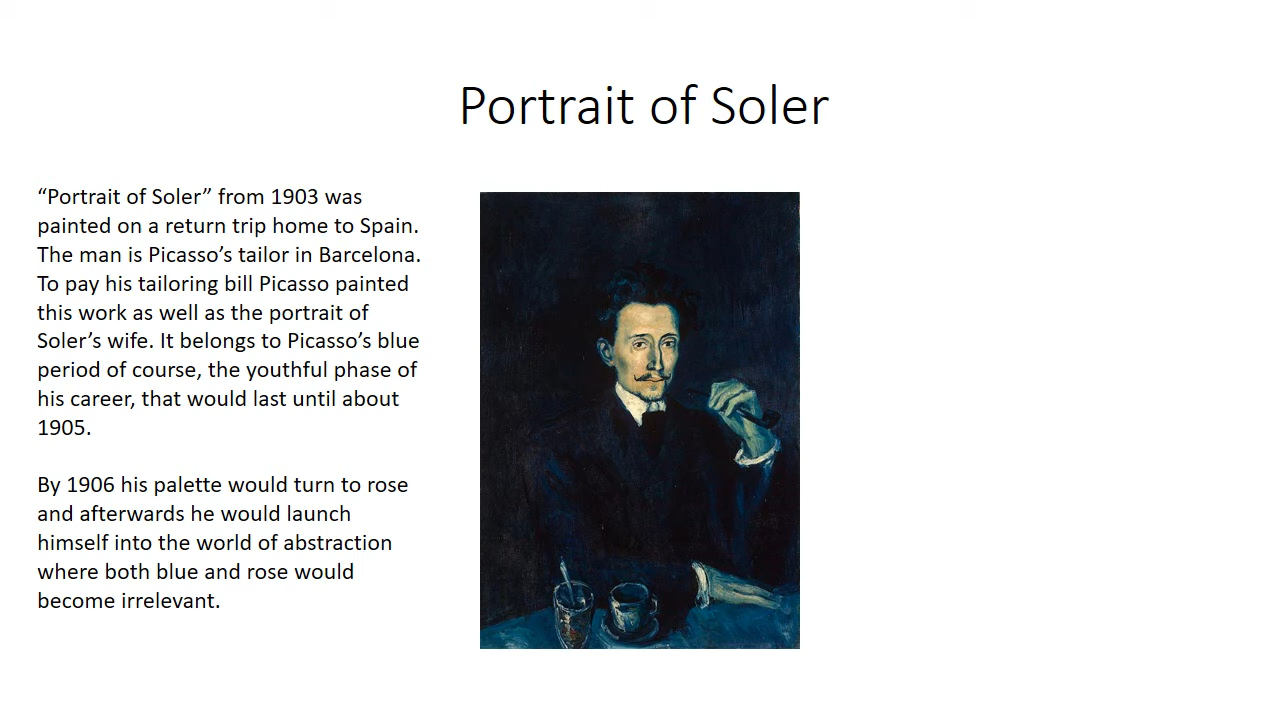 Portrait of Soler
“Portrait of Soler” from 1903 was
painted on a return trip home to Spain.
The man is Picasso’s tailor in Barcelona.
To pay his tailoring bill Picasso painted
this work as well as the portrait of
Soler’s wife. It belongs to Picasso’s blue
period of course, the youthful phase of
his career, that would last until about
1905.
By 1906 his palette would turn to rose
and afterwards he would launch
himself into the world of abstraction
where both blue and rose would
become irrelevant.